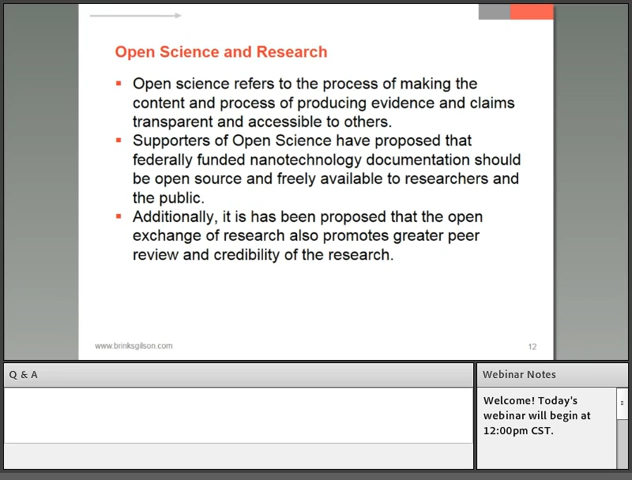 Open Science and Research
▪ Open science refers to the process of making the
content and process of producing evidence and claims
transparent and accessible to others.
▪ Supporters of Open Science have proposed that
federally funded nanotechnology documentation should
be open source and freely available to researchers and
the public.
▪ Additionally, it is has been proposed that the open
exchange of research also promotes greater peer
review and credibility of the research.
www.brinksgilson.com
12
Q & A
Webinar Notes
Welcome! Today's
webinar will begin at
12:00pm CST.